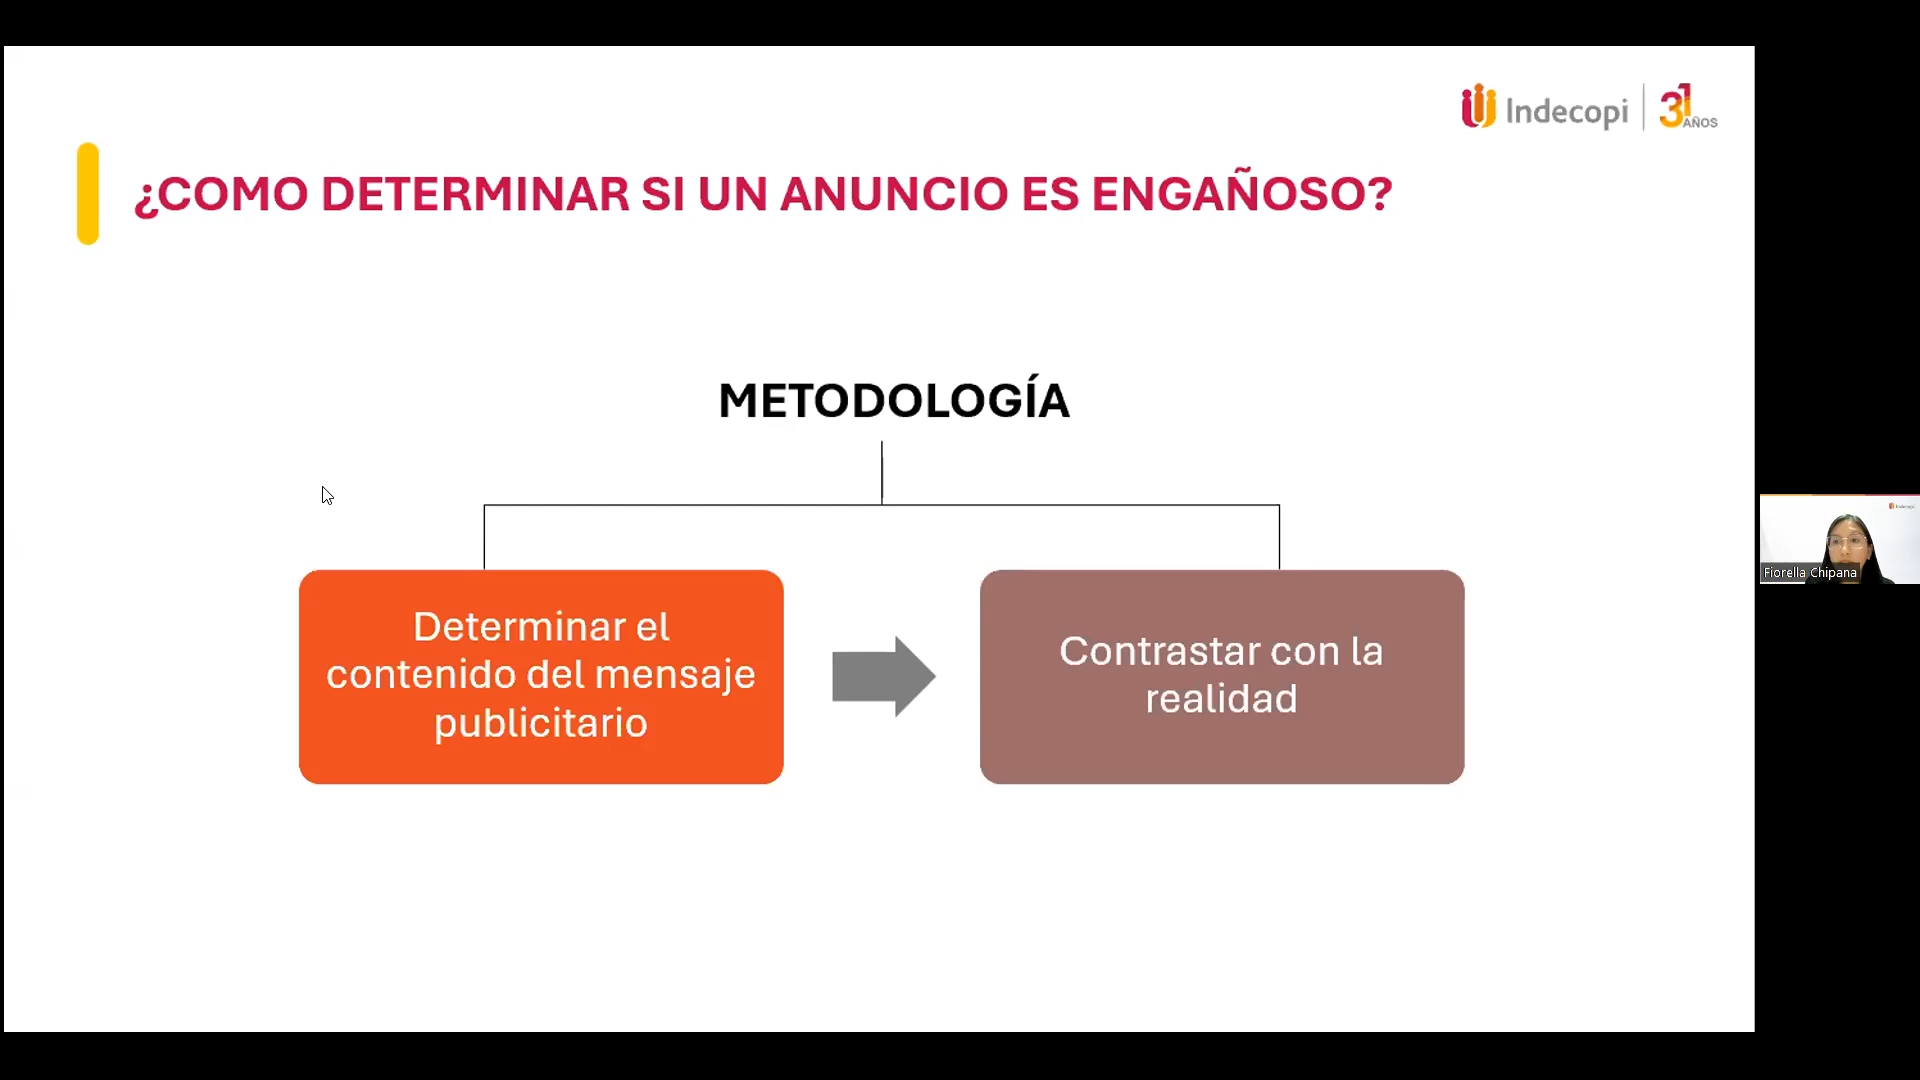 Indecopi
31 AÑOS
¿COMO DETERMINAR SI UN ANUNCIO ES ENGAÑOSO?
METODOLOGÍA
Determinar el
contenido del mensaje
publicitario
Contrastar con la
realidad
Indecopi
Fiorella Chipana